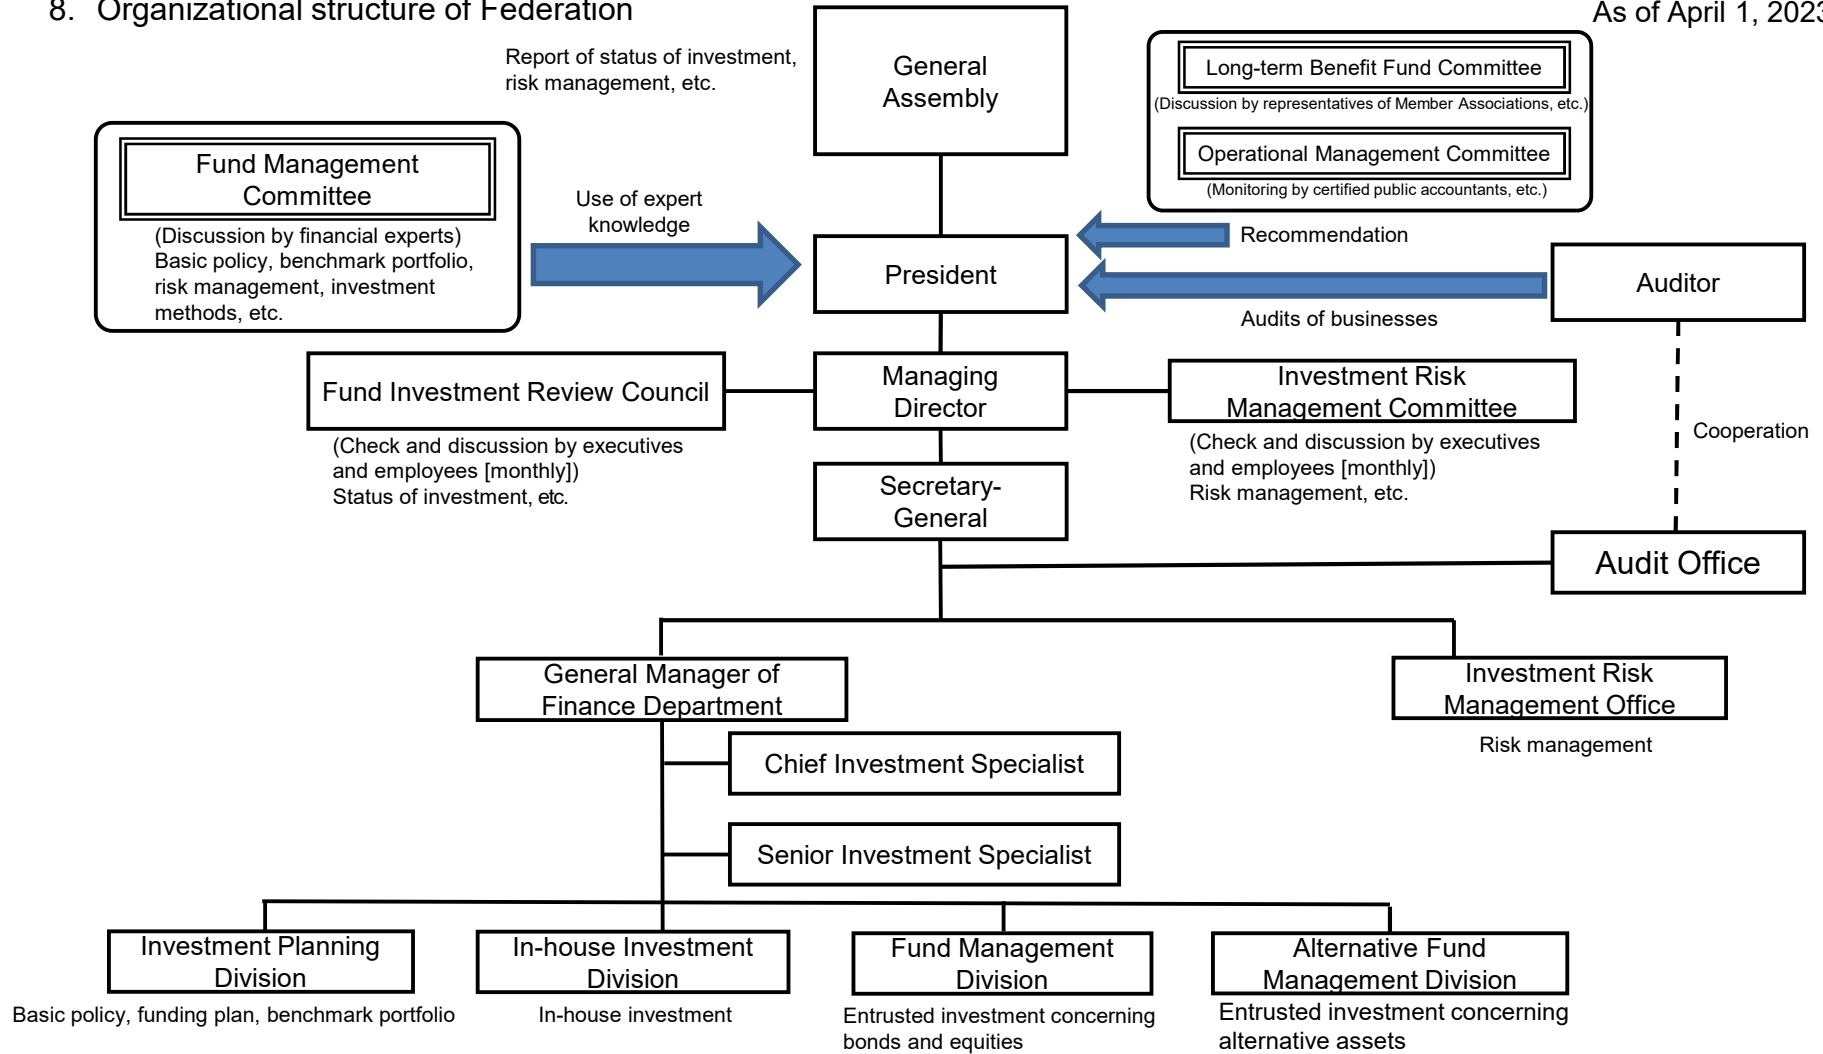 8. Organizational structure of Federation
As of April 1, 2023
Report of status of investment,
risk management, etc.
General
Assembly
Long-term Benefit Fund Committee
(Discussion by representatives of Member Associations, etc.)
Operational Management Committee
(Monitoring by certified public accountants, etc.)
Fund Management
Committee
(Discussion by financial experts)
Basic policy, benchmark portfolio,
risk management, investment
methods, etc.
Use of expert
knowledge
President
Recommendation
Audits of businesses
Auditor
Cooperation
Fund Investment Review Council
(Check and discussion by executives
and employees [monthly])
Status of investment, etc.
Managing
Director
Investment Risk
Management Committee
(Check and discussion by executives
and employees [monthly])
Risk management, etc.
Secretary-
General
Audit Office
General Manager of
Finance Department
Investment Risk
Management Office
Risk management
Chief Investment Specialist
Senior Investment Specialist
Investment Planning
Division
Basic policy, funding plan, benchmark portfolio
In-house Investment
Division
In-house investment
Fund Management
Division
Entrusted investment concerning
bonds and equities
Alternative Fund
Management Division
Entrusted investment concerning
alternative assets